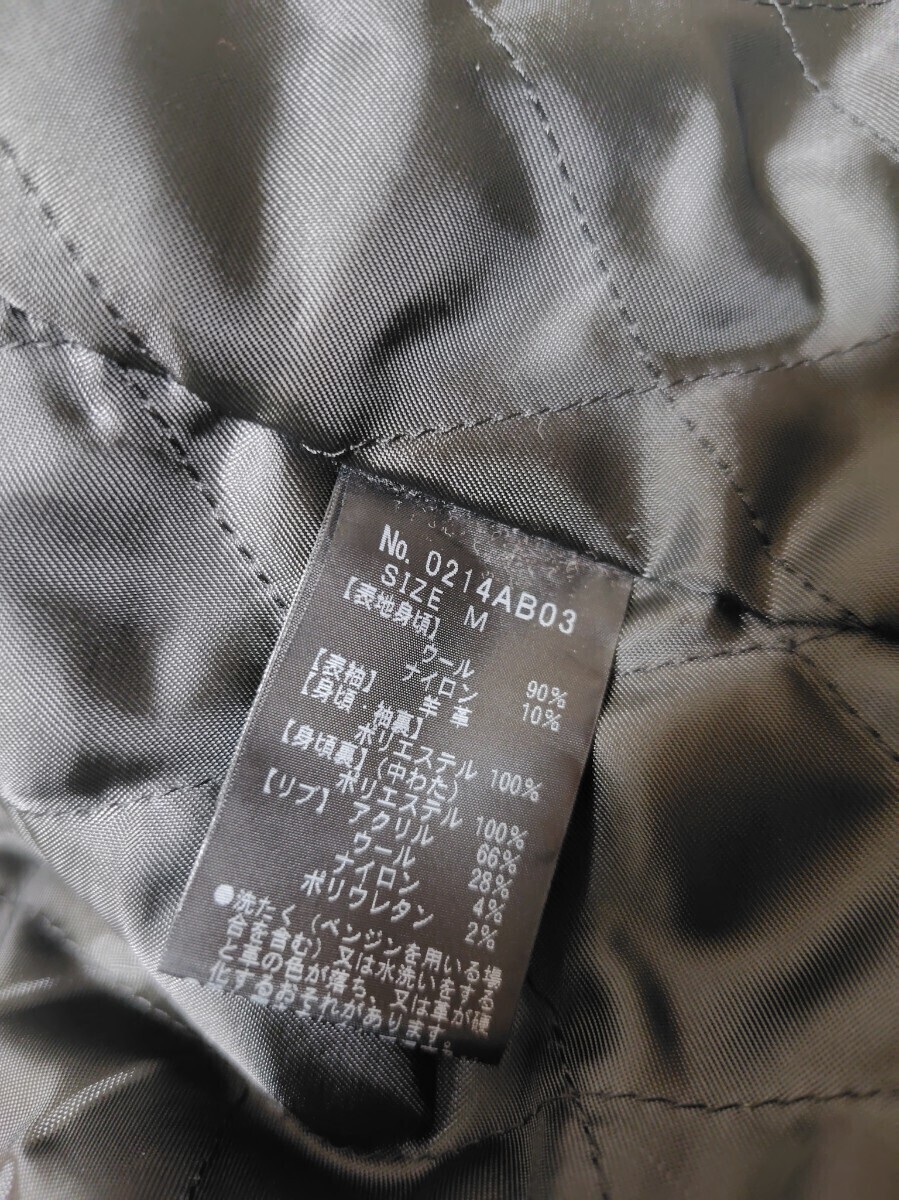 No. 0214AB03
SIZE M
【表地身頃】
ウール 90%
ナイロン 10%
【表袖】 羊 革
【身頃・袖裏】
ポリエステル 100%
【身頃裏】(中わた)
ポリエステル 100%
【リブ】 アクリル 66%
ウール 28%
ナイロン 4%
ポリウレタン 2%
●洗たく(ベンジンを用いる場
合を含む)又は水洗いをする
と革の色が落ち、又は革が硬
化するおそれがあります。